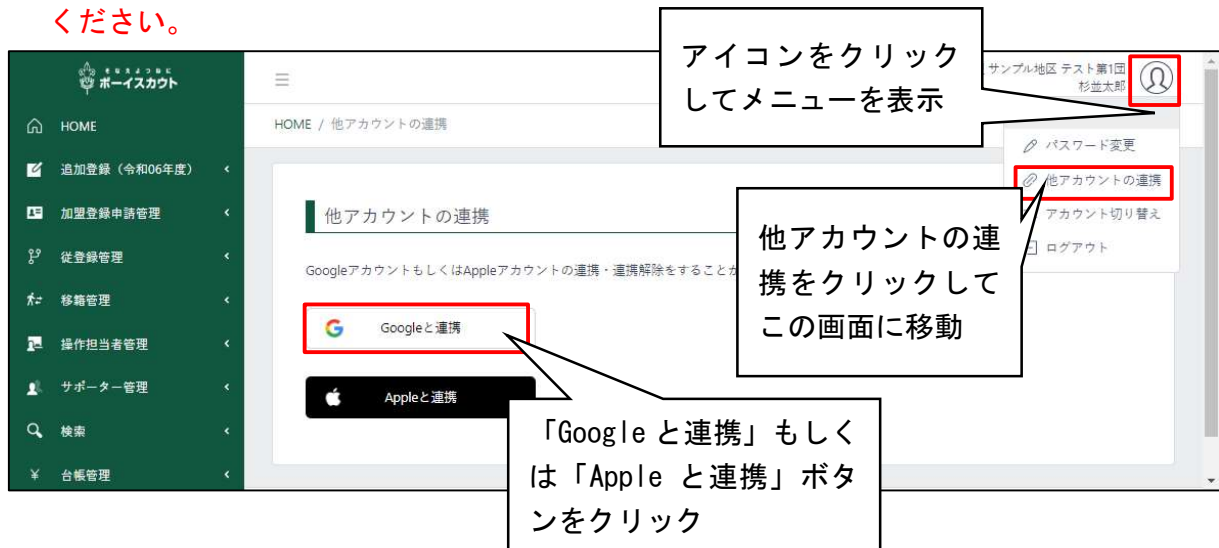 ください。
アイコンをクリック
してメニューを表示
そなえよつねに
ボーイスカウト
サンプル地区 テスト第1団
杉並太郎
HOME
HOME / 他アカウントの連携
パスワード変更
追加登録（令和06年度）
他アカウントの連携
加盟登録申請管理
他アカウントの連携
アカウント切り替え
他アカウントの連
携をクリックして
この画面に移動
従登録管理
ログアウト
GoogleアカウントもしくはAppleアカウントの連携・連携解除をすることが
移籍管理
Googleと連携
操作担当者管理
サポーター管理
Appleと連携
「Google と連携」もしく
は「Apple と連携」ボタ
ンをクリック
検索
¥ 台帳管理